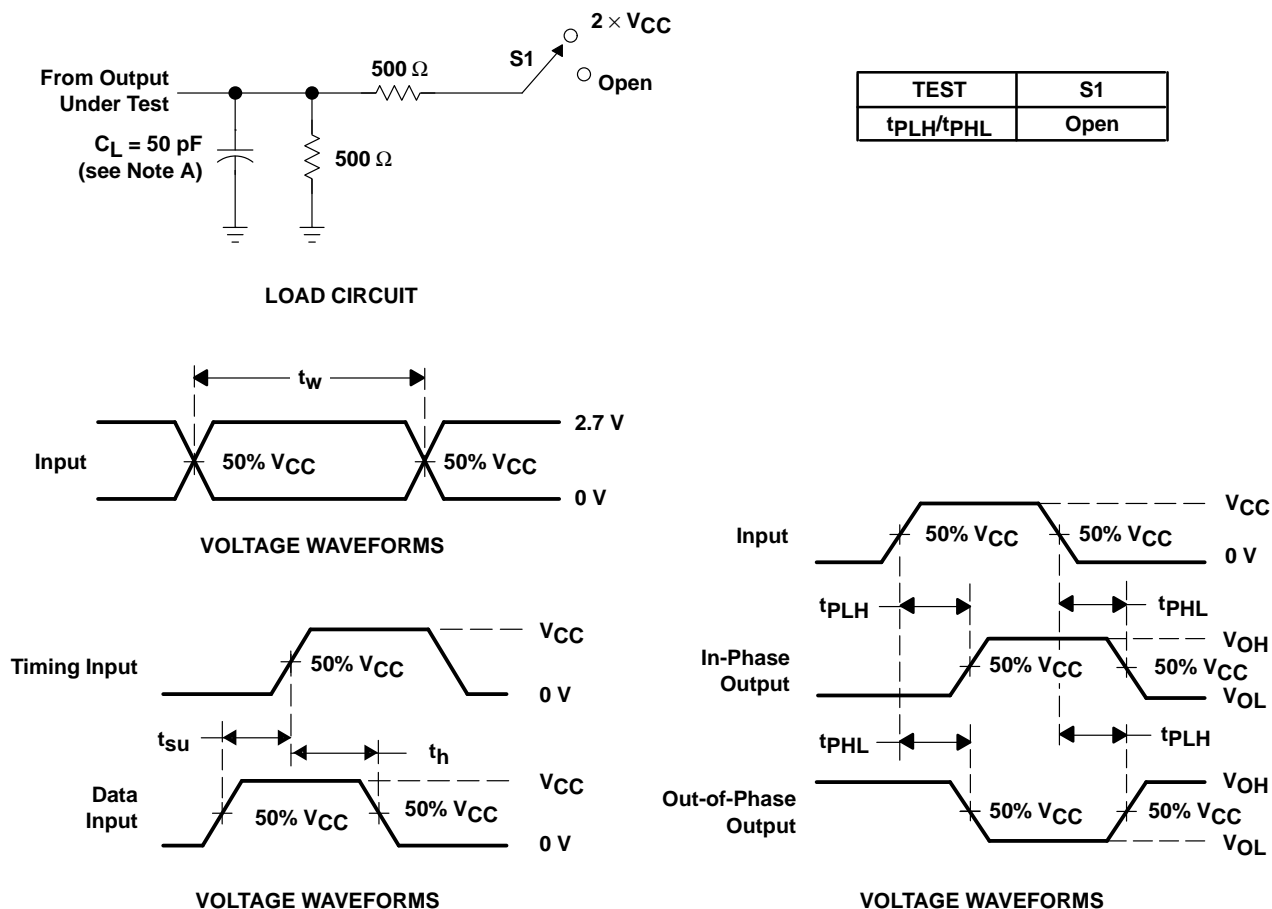 2 × VCC
S1
Open
500 Ω
From Output
Under Test
CL = 50 pF
(see Note A)
500 Ω
LOAD CIRCUIT
TEST S1
tPLH/tPHL Open
tw
2.7 V
Input
50% VCC
50% VCC
0 V
VOLTAGE WAVEFORMS
Timing Input
VCC
50% VCC
0 V
tsu
th
Data
Input
VCC
50% VCC
50% VCC
0 V
VOLTAGE WAVEFORMS
Input
VCC
50% VCC
50% VCC
0 V
tPLH
tPHL
In-Phase
Output
VOH
50% VCC
50% VCC
VOL
tPHL
tPLH
Out-of-Phase
Output
VOH
50% VCC
50% VCC
VOL
VOLTAGE WAVEFORMS